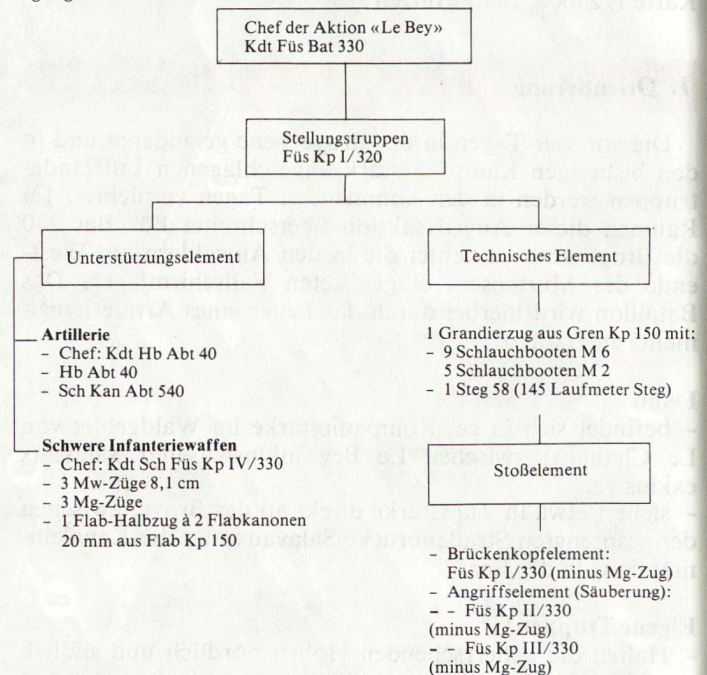 Chef der Aktion «Le Bey»
Kdt Füs Bat 330
Stellungstruppen
Füs Kp I/320
Unterstützungselement
Technisches Element
Artillerie
– Chef: Kdt Hb Abt 40
– Hb Abt 40
– Sch Kan Abt 540
1 Grandierzug aus Gren Kp 150 mit:
– 9 Schlauchbooten M 6
5 Schlauchbooten M 2
– 1 Steg 58 (145 Laufmeter Steg)
Schwere Infanteriewaffen
– Chef: Kdt Sch Füs Kp IV/330
– 3 Mw-Züge 8,1 cm
– 3 Mg-Züge
– 1 Flab-Halbzug à 2 Flabkanonen
20 mm aus Flab Kp 150
Stoßelement
– Brückenkopfelement:
Füs Kp I/330 (minus Mg-Zug)
– Angriffselement (Säuberung):
– – Füs Kp II/330
(minus Mg-Zug)
– – Füs Kp III/330
(minus Mg-Zug)